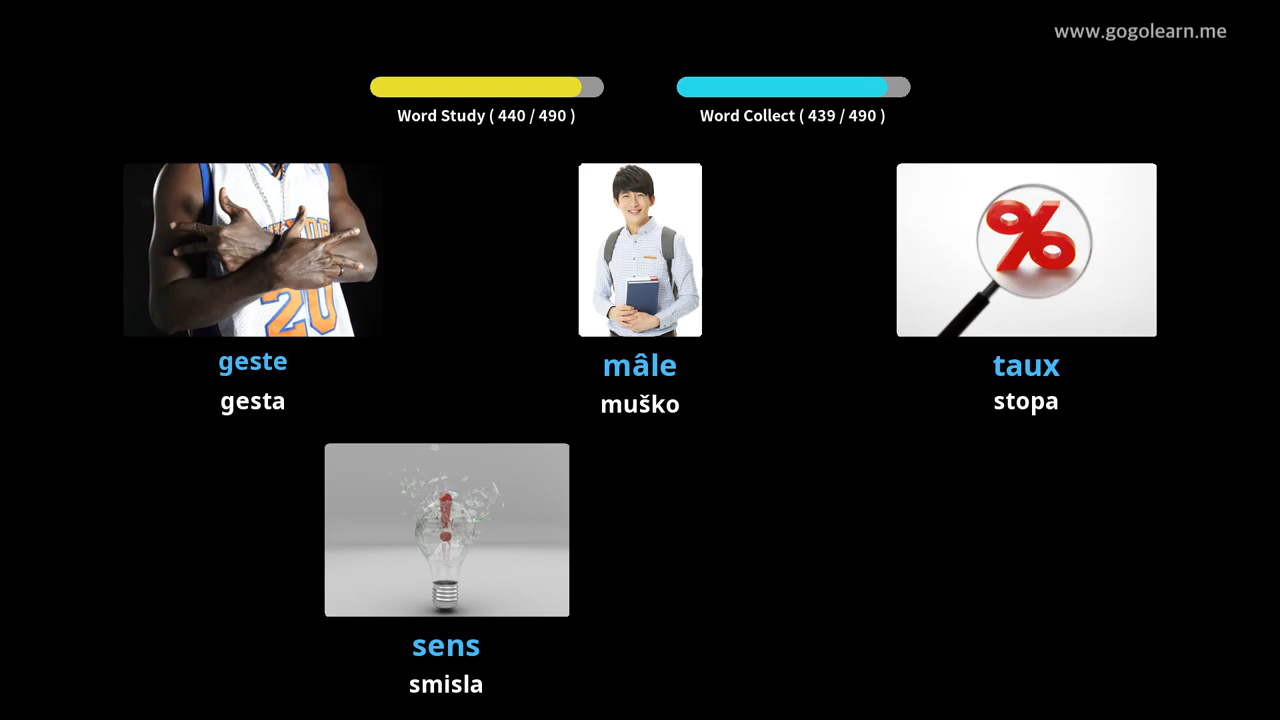 www.gogolearn.me
Word Study ( 440 / 490 )
Word Collect ( 439 / 490 )
20
geste
mâle
taux
gesta
muško
stopa
%
!
sens
smisla